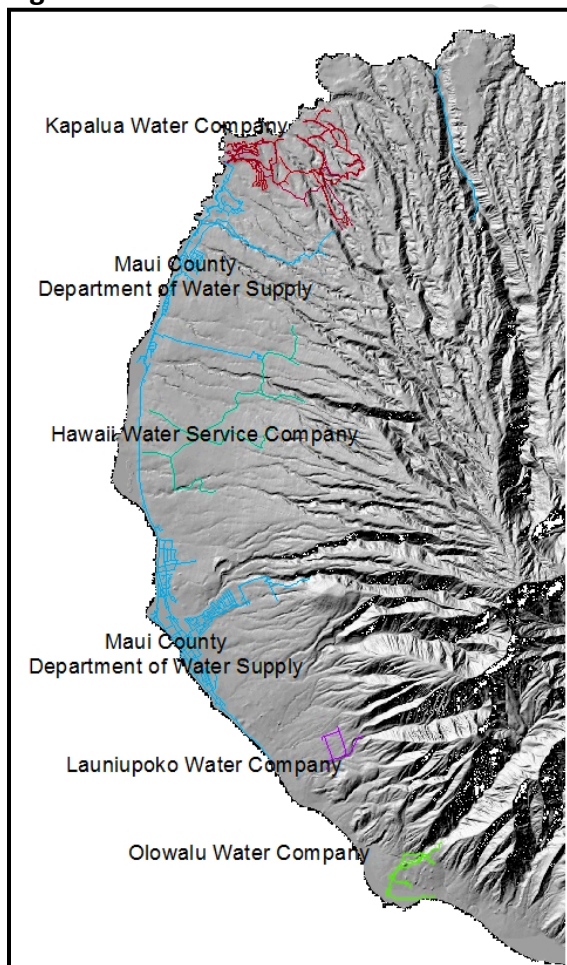 Kapalua Water Company
Maui County
Department of Water Supply
Hawaii Water Service Company
Maui County
Department of Water Supply
Launiupoko Water Company
Olowalu Water Company